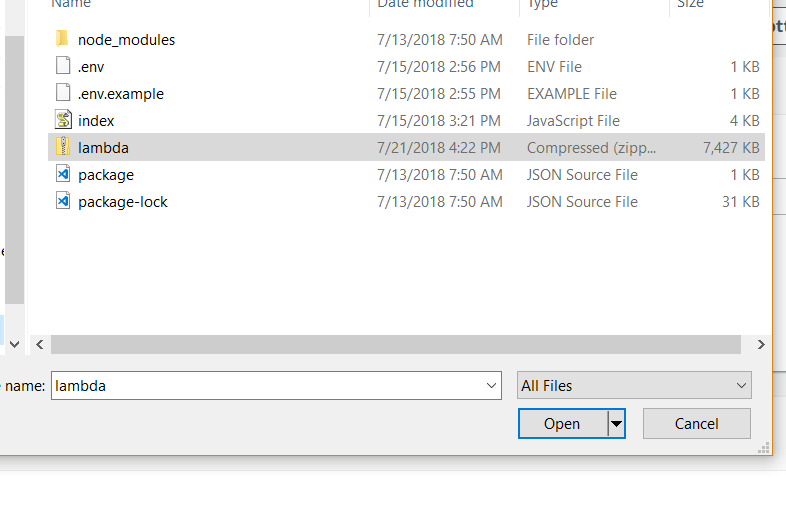 Name Date modified Type Size
node_modules 7/13/2018 7:50 AM File folder
.env 7/15/2018 2:56 PM ENV File 1 KB
.env.example 7/15/2018 2:55 PM EXAMPLE File 1 KB
index 7/15/2018 3:21 PM JavaScript File 4 KB
lambda 7/21/2018 4:22 PM Compressed (zipp... 7,427 KB
package 7/13/2018 7:50 AM JSON Source File 1 KB
package-lock 7/13/2018 7:50 AM JSON Source File 31 KB
name: lambda All Files
Open Cancel